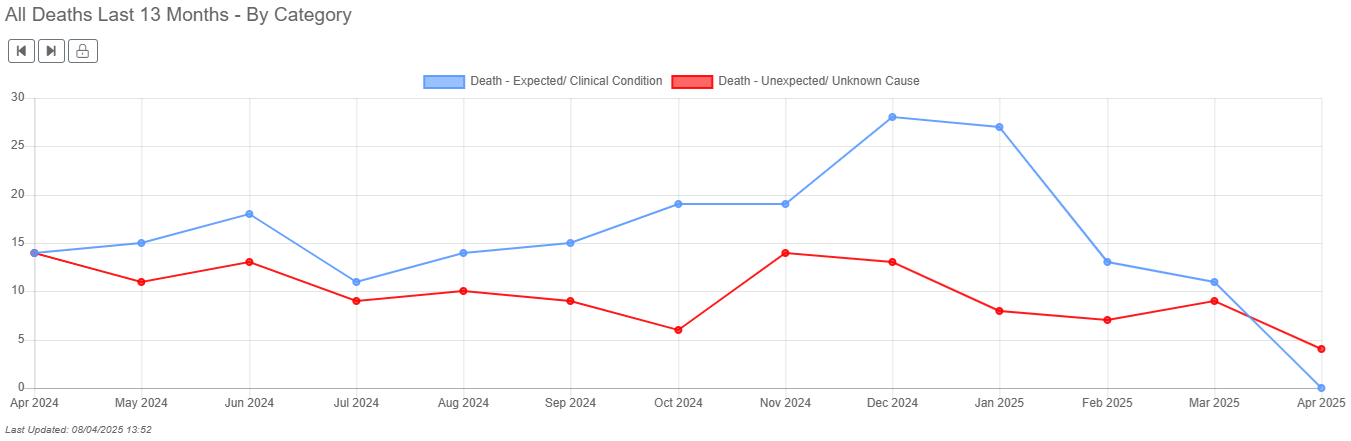 All Deaths Last 13 Months - By Category
Death - Expected/ Clinical Condition Death - Unexpected/ Unknown Cause
30
25
20
15
10
5
0
Apr 2024 May 2024 Jun 2024 Jul 2024 Aug 2024 Sep 2024 Oct 2024 Nov 2024 Dec 2024 Jan 2025 Feb 2025 Mar 2025 Apr 2025
Last Updated: 08/04/2025 13:52